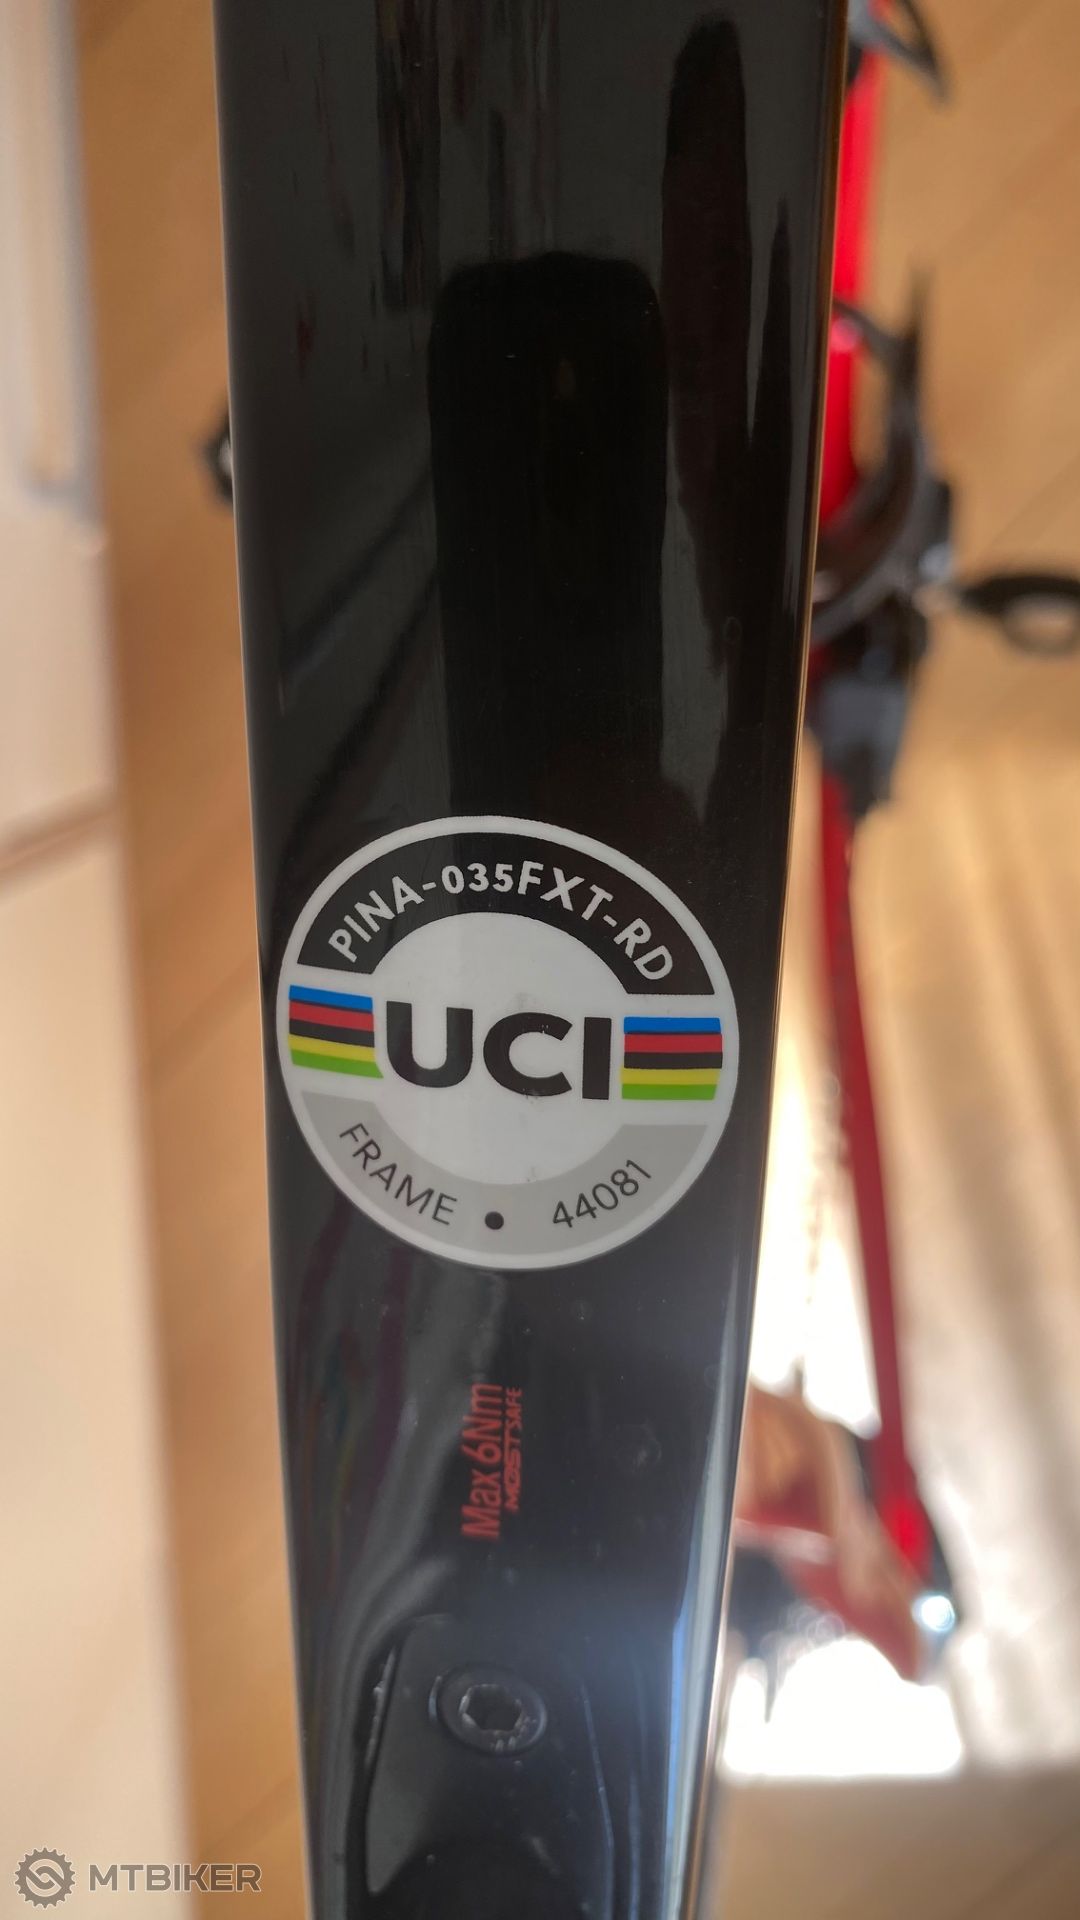 PINA-035FXT-RD
UCI
FRAME • 44081
Max 6Nm
MOST SAFE
MTBIKER